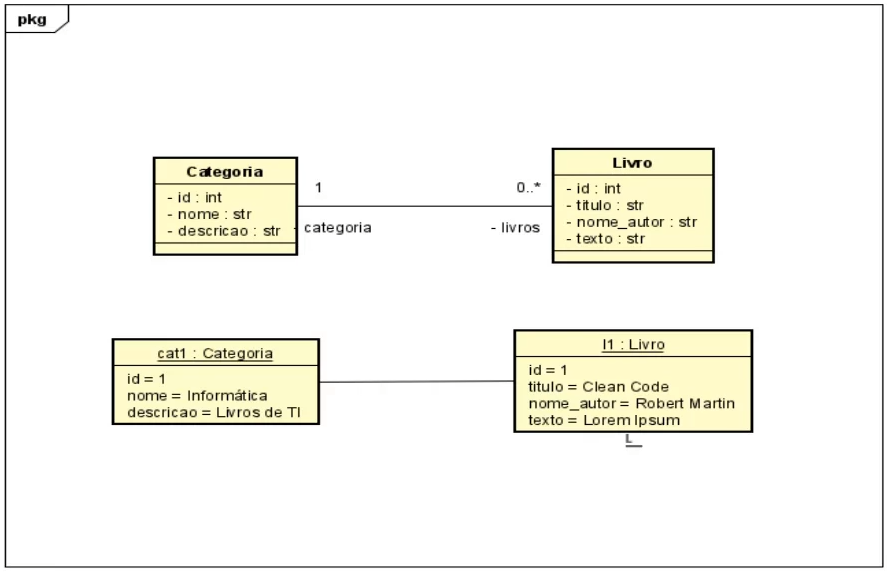 pkg
Categoria
- id : int
- nome : str
- descricao : str
1
0..*
- categoria
- livros
Livro
- id : int
- titulo : str
- nome_autor : str
- texto : str
cat1 : Categoria
id = 1
nome = Informática
descricao = Livros de TI
l1 : Livro
id = 1
titulo = Clean Code
nome_autor = Robert Martin
texto = Lorem Ipsum
L